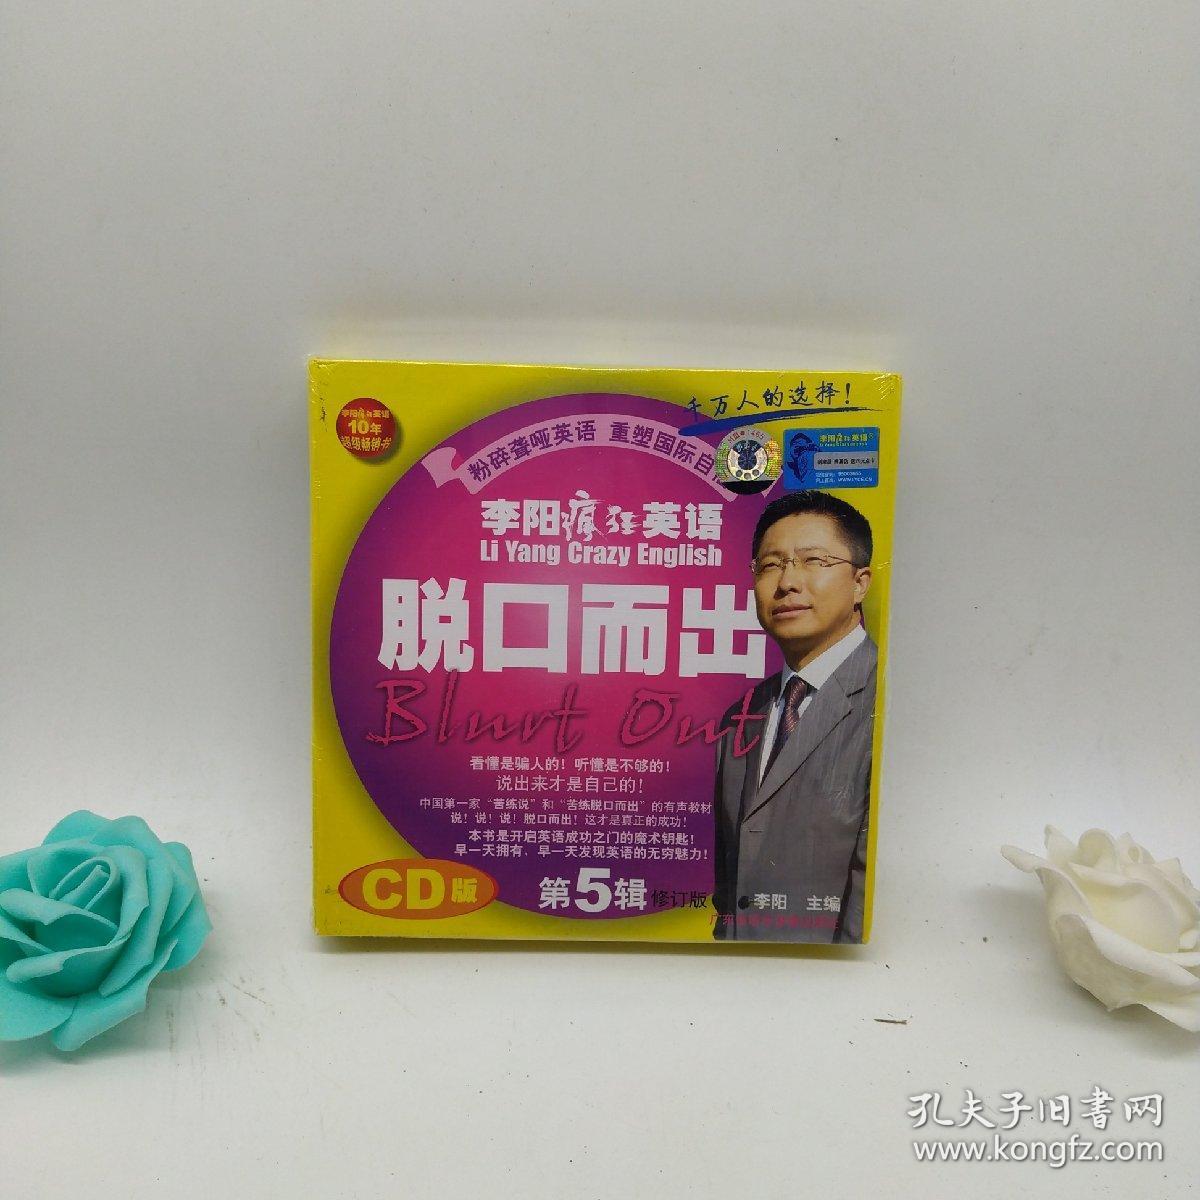 千万人的选择!
李阳疯狂英语
10年
超级畅销书
粉碎聋哑英语 重塑国际自
李阳疯狂英语
李阳疯狂英语
Li Yang Crazy English
脱口而出
Blurt Out
看懂是骗人的! 听懂是不够的!
说出来才是自己的!
中国第一家“苦练说”和“苦练脱口而出”的有声教材
说! 说! 说! 脱口而出! 这才是真正的成功!
本书是开启英语成功之门的魔术钥匙!
早一天拥有、早一天发现英语的无穷魅力!
CD版
第5辑 修订版
李阳 主编
孔夫子旧书网
www.kongfz.com